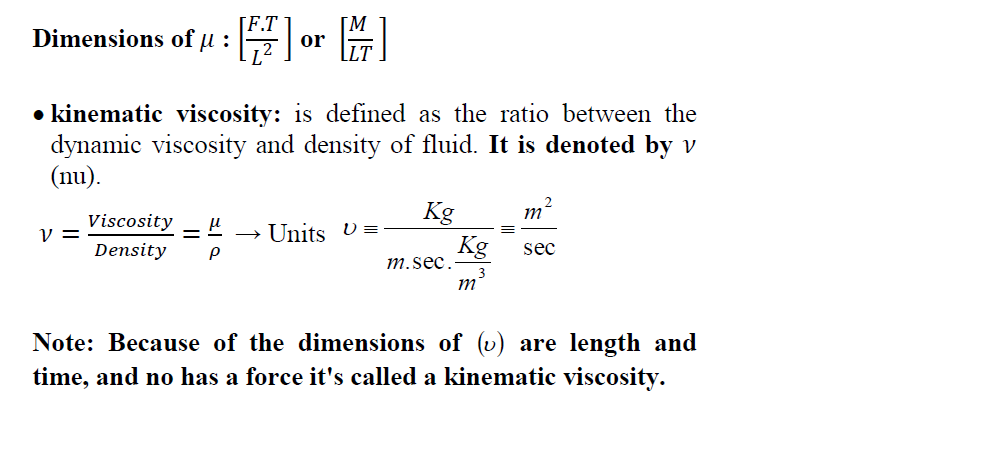 Dimensions of μ : [F.T/L²] or [M/LT]
• kinematic viscosity: is defined as the ratio between the
dynamic viscosity and density of fluid. It is denoted by ν
(nu).
ν = Viscosity/Density = μ/ρ → Units υ ≡ Kg/(m.sec.Kg/m³) ≡ m²/sec
Note: Because of the dimensions of (υ) are length and
time, and no has a force it's called a kinematic viscosity.